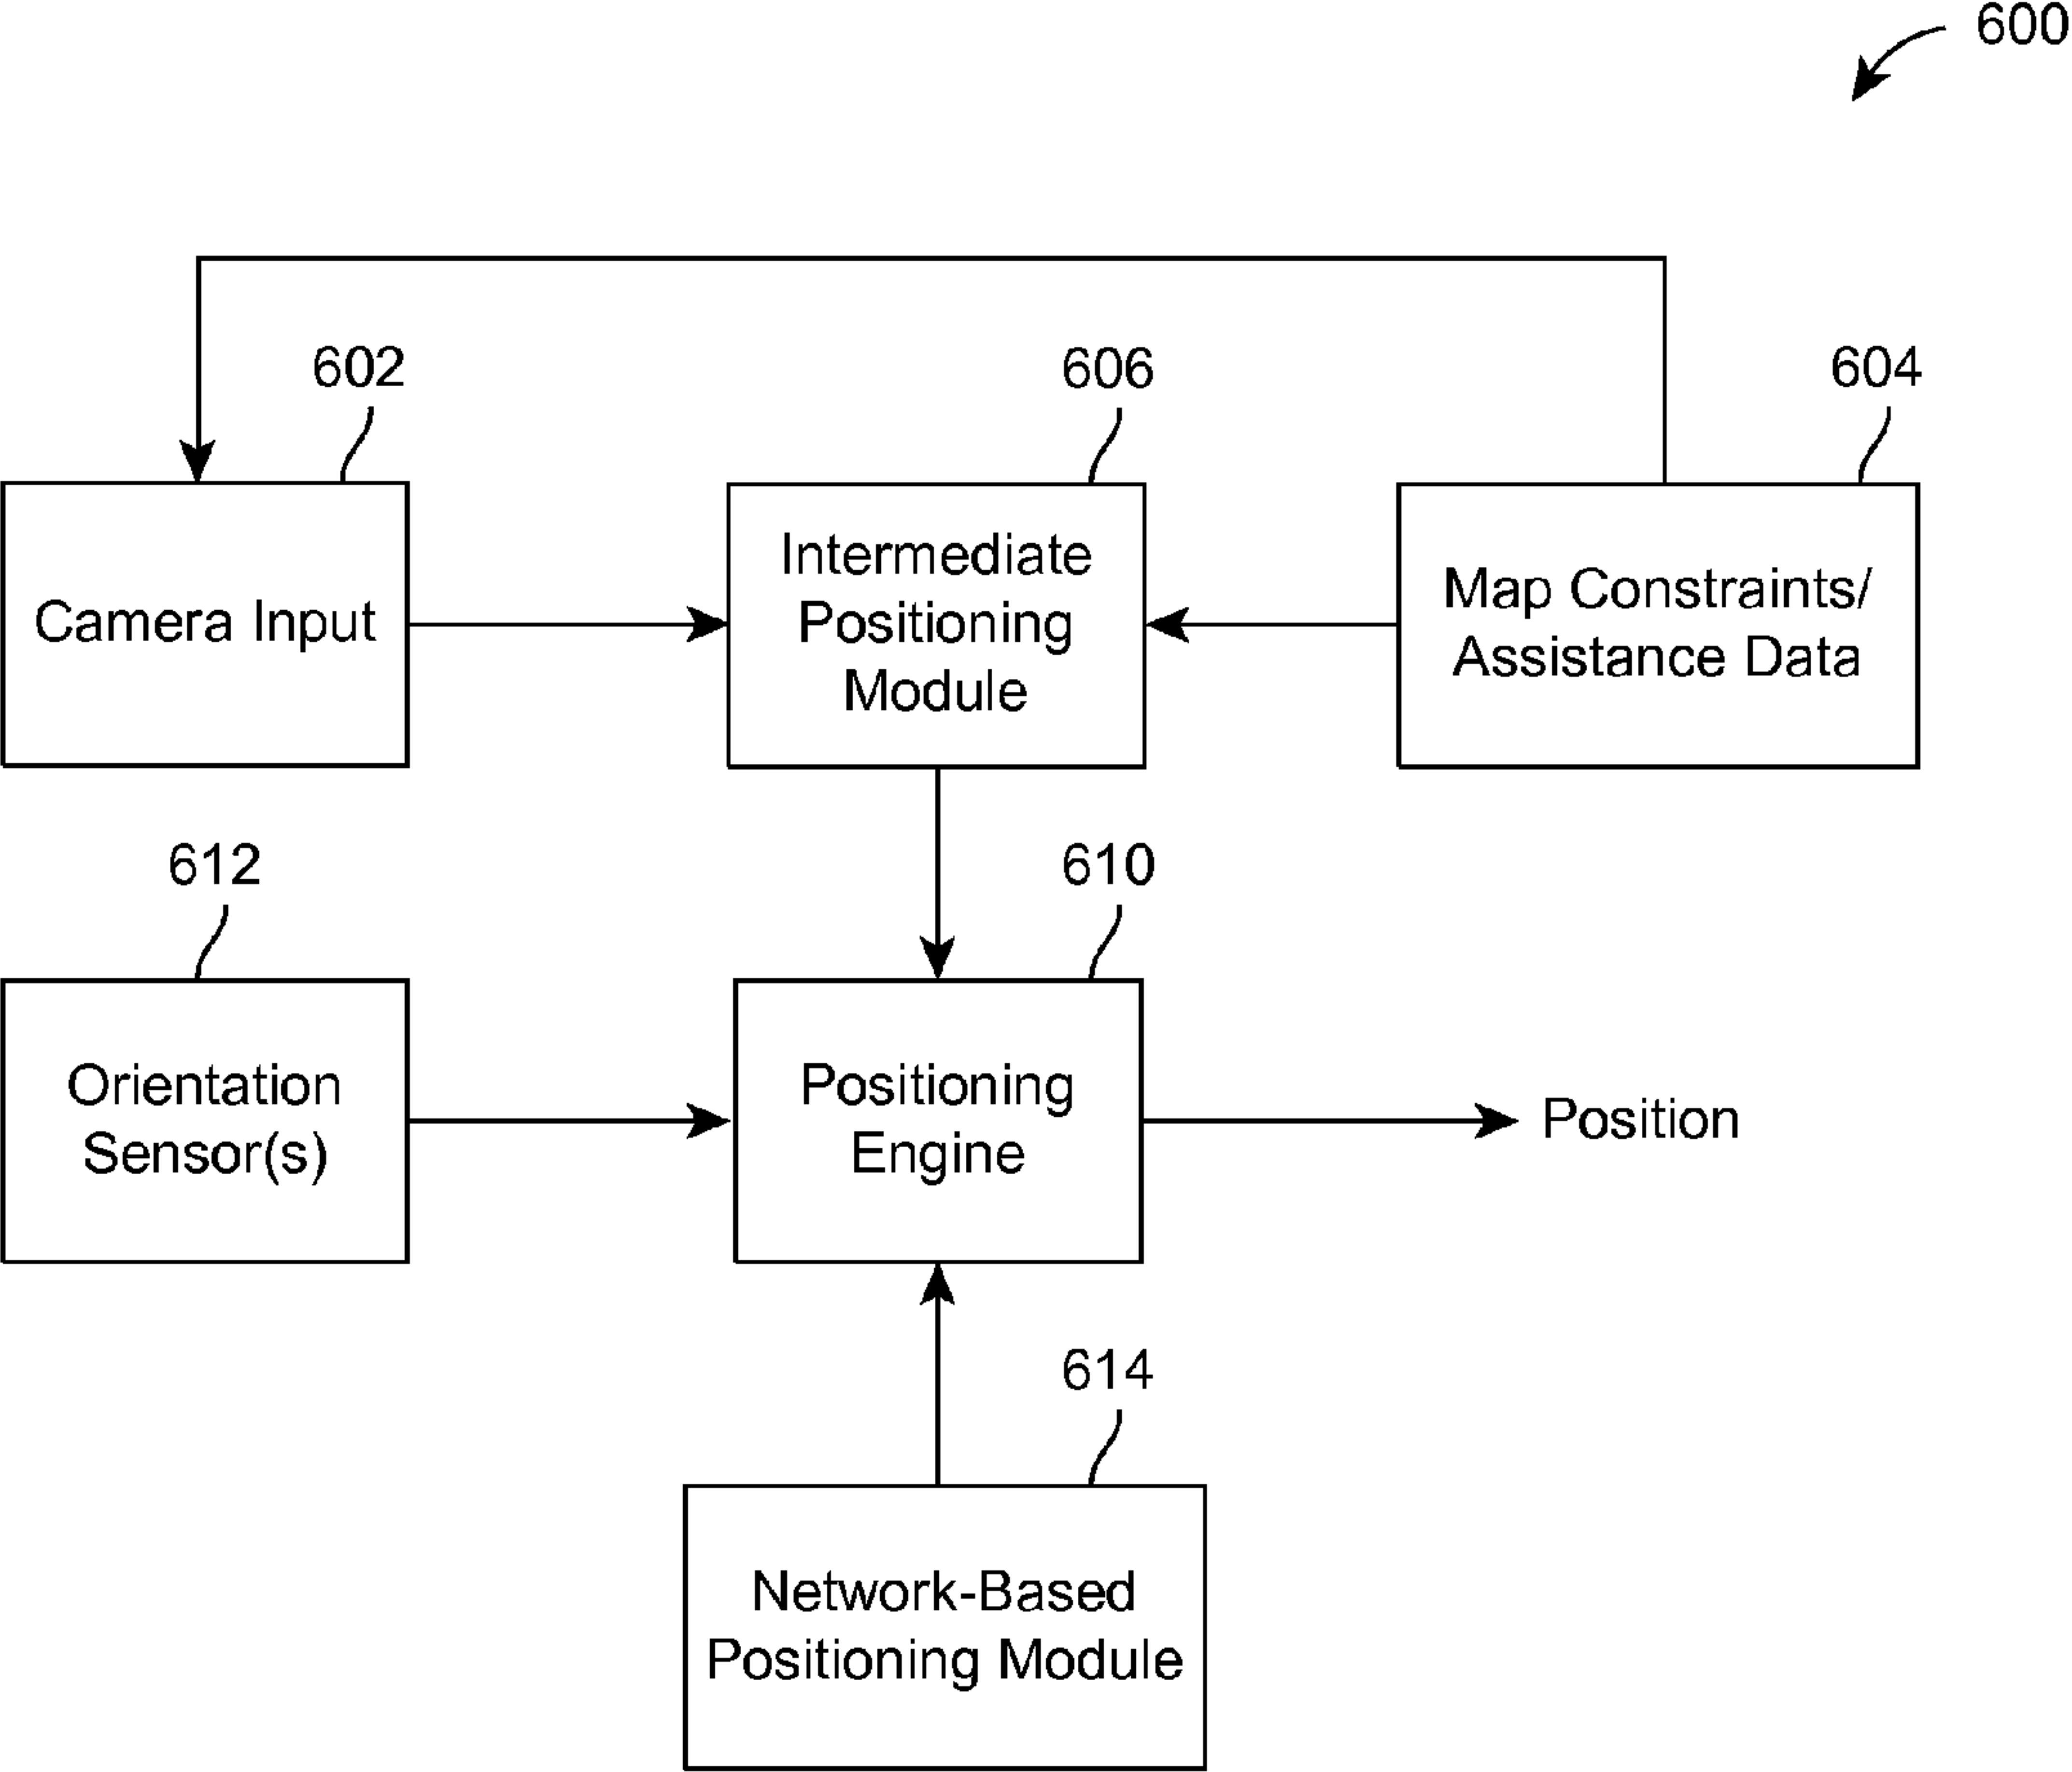 600
602
606
604
Camera Input
Intermediate
Positioning
Module
Map Constraints/
Assistance Data
612
610
Orientation
Sensor(s)
Positioning
Engine
Position
614
Network-Based
Positioning Module